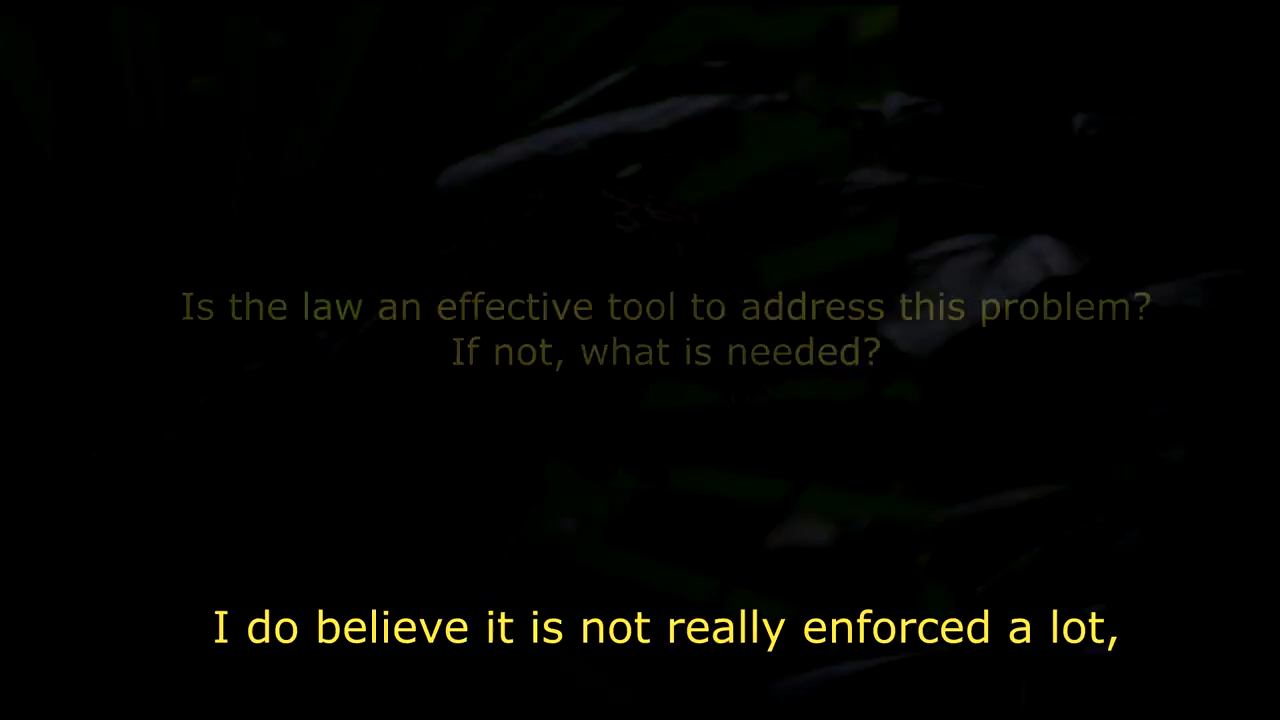 Is the law an effective tool to address this problem?
If not, what is needed?
I do believe it is not really enforced a lot,